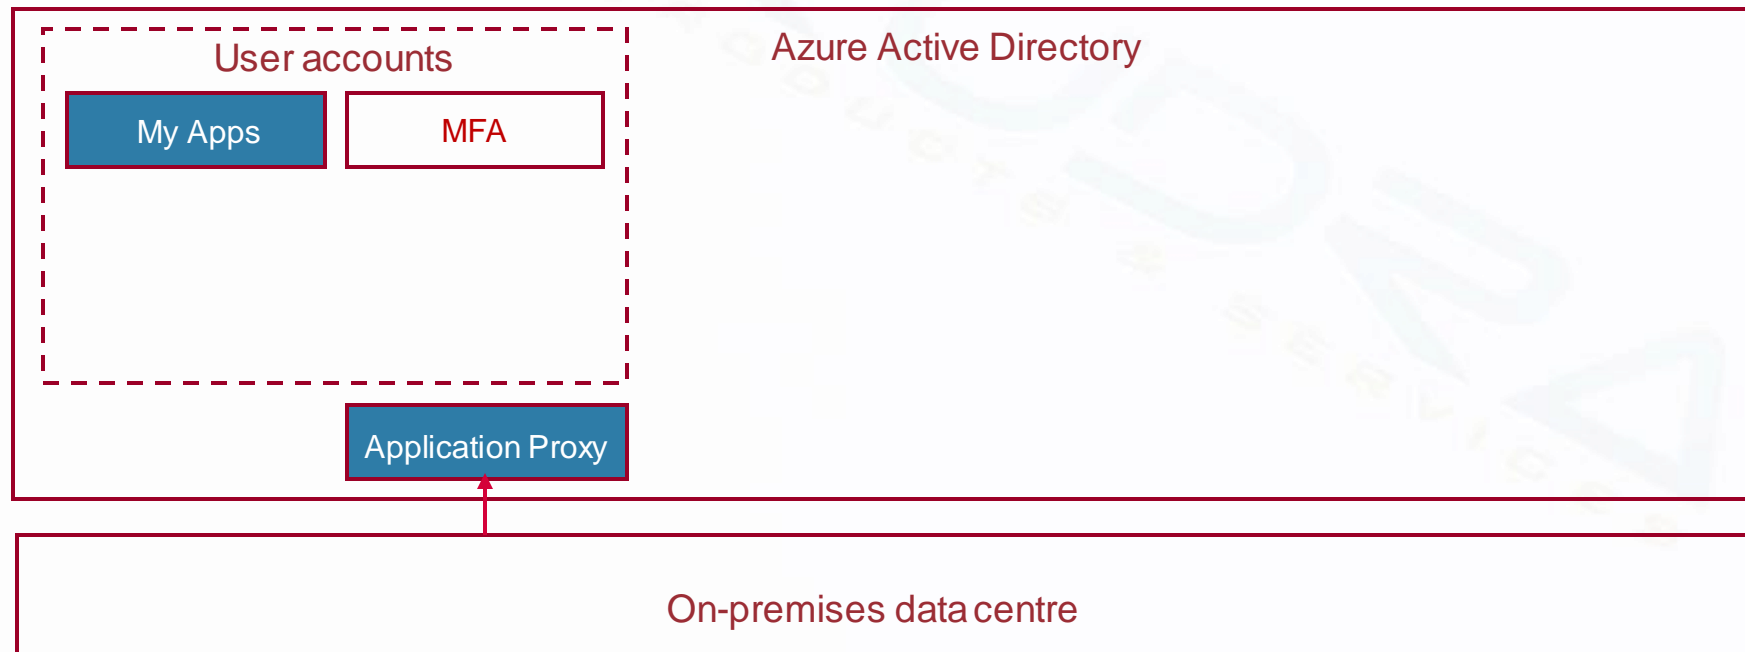 Azure Active Directory
User accounts
My Apps
MFA
Application Proxy
On-premises data centre